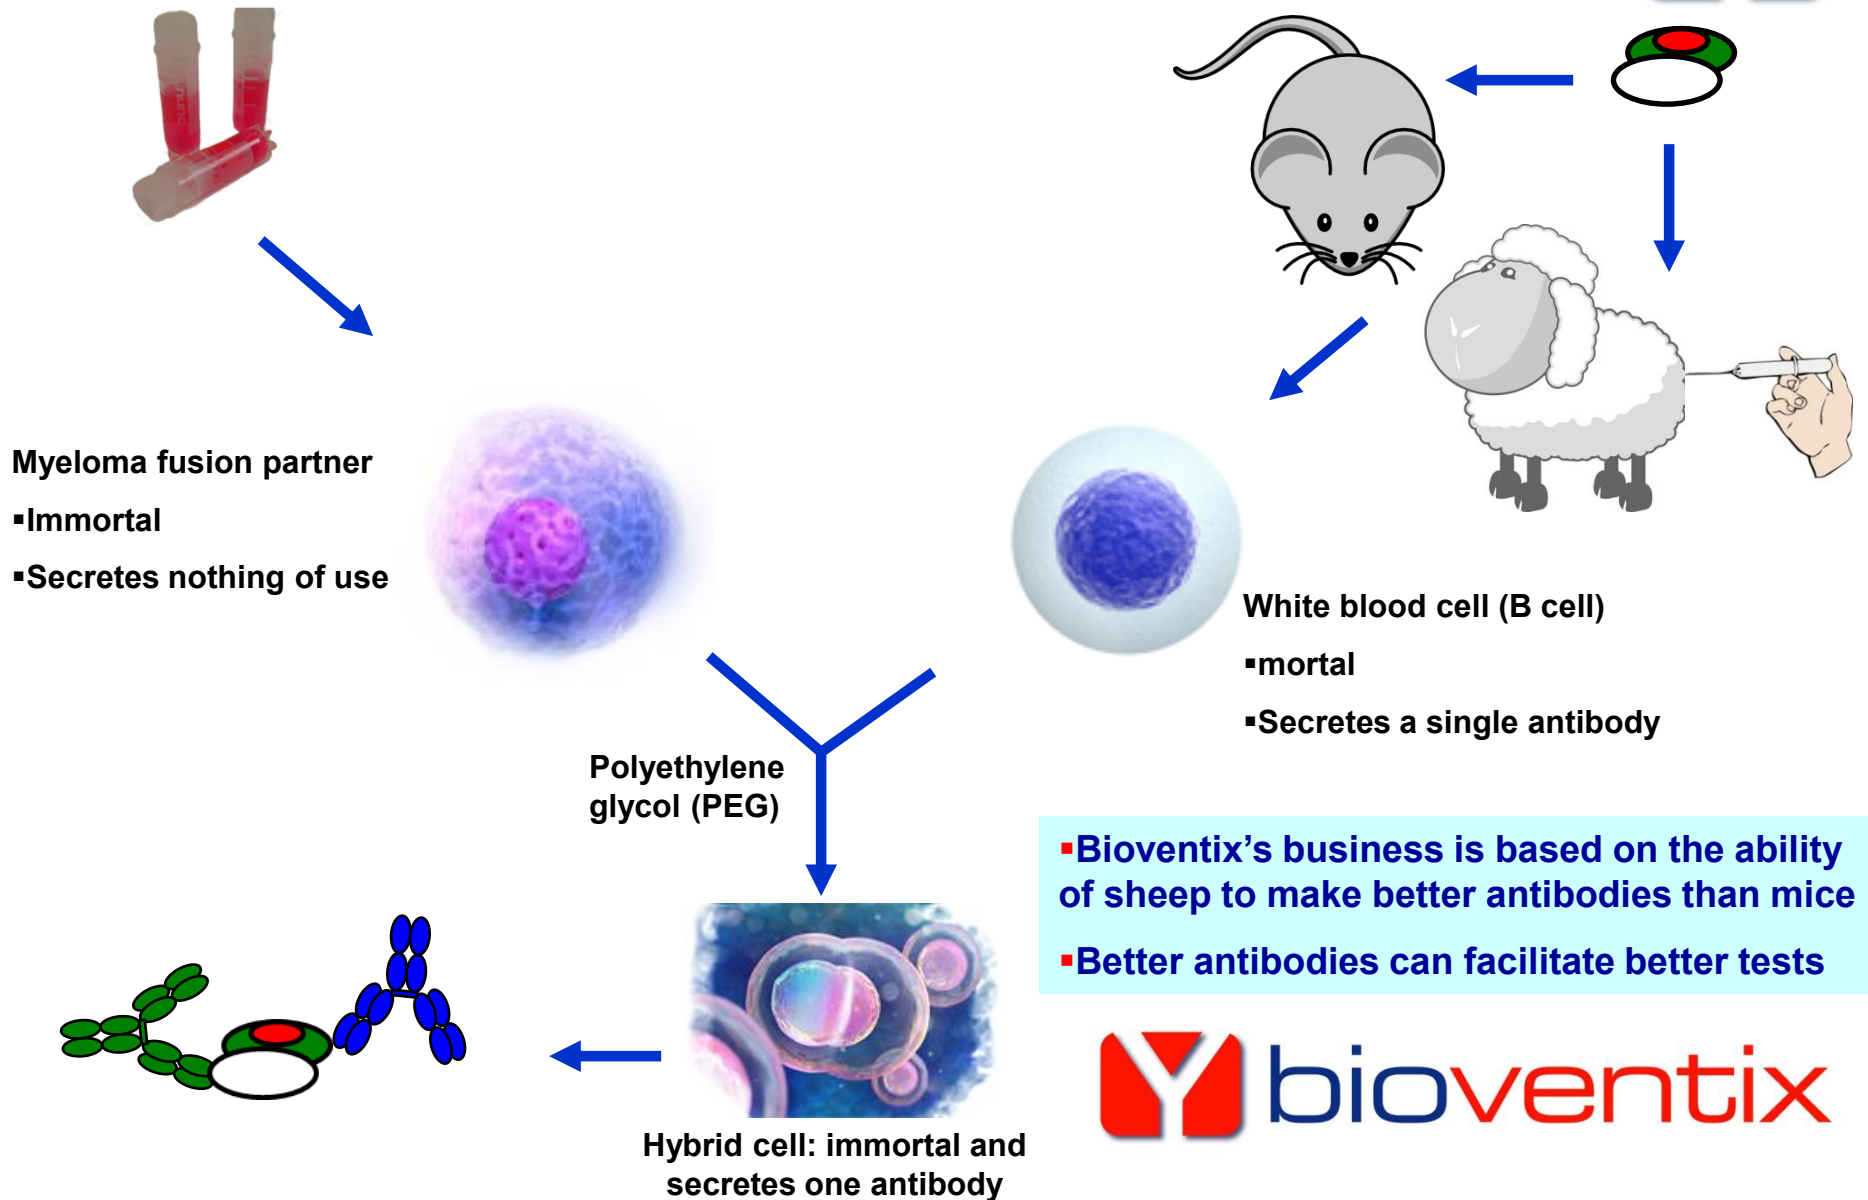 Myeloma fusion partner
▪Immortal
▪Secretes nothing of use
White blood cell (B cell)
▪mortal
▪Secretes a single antibody
Polyethylene
glycol (PEG)
▪Bioventix’s business is based on the ability
of sheep to make better antibodies than mice
▪Better antibodies can facilitate better tests
bioventix
Hybrid cell: immortal and
secretes one antibody